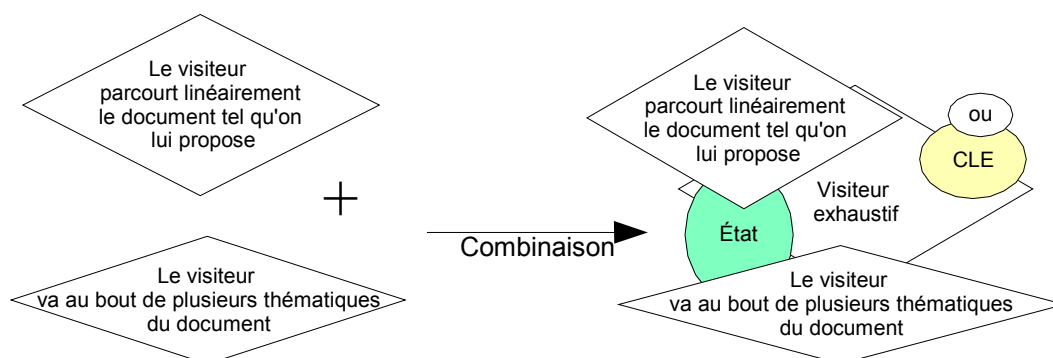 Le visiteur
parcourt linéairement
le document tel qu'on
lui propose
+
Le visiteur
va au bout de plusieurs thématiques
du document
Combinaison
Le visiteur
parcourt linéairement
le document tel qu'on
lui propose
ou
CLE
Visiteur
exhaustif
État
Le visiteur
va au bout de plusieurs thématiques
du document